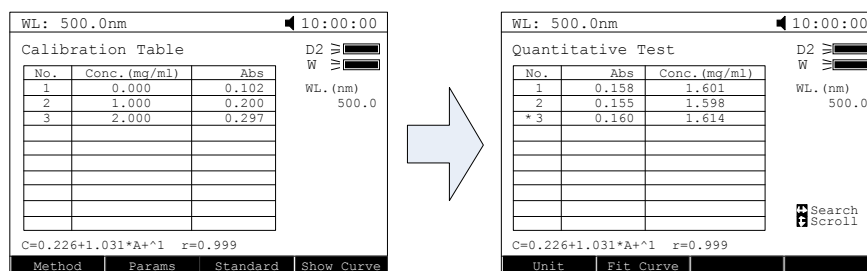 WL: 500.0nm 10:00:00
Calibration Table D2
W
No. Conc.(mg/ml) Abs
1 0.000 0.102
2 1.000 0.200
3 2.000 0.297
WL.(nm)
500.0
C=0.226+1.031*A+^1 r=0.999
Method Params Standard Show Curve
WL: 500.0nm 10:00:00
Quantitative Test D2
W
No. Abs Conc.(mg/ml)
1 0.158 1.601
2 0.155 1.598
*3 0.160 1.614
WL.(nm)
500.0
Search
Scroll
C=0.226+1.031*A+^1 r=0.999
Unit Fit Curve